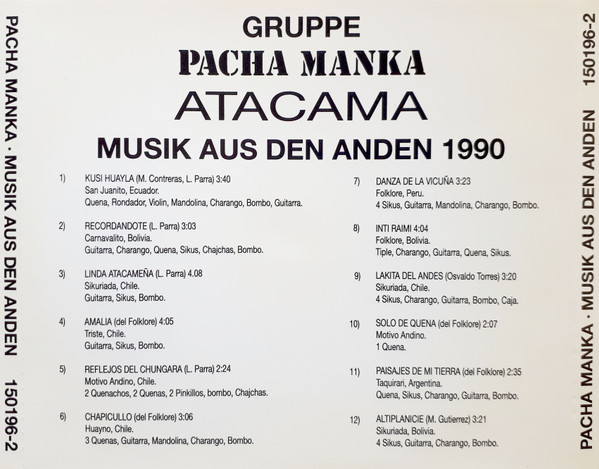 GRUPPE
PACHA MANKA
ATACAMA
MUSIK AUS DEN ANDEN 1990
1) KUSI HUAYLA (M. Contreras, L. Parra) 3:40
San Juanito, Ecuador.
Quena, Rondador, Violin, Mandolina, Charango, Bombo, Guitarra.
2) RECORDANDOTE (L. Parra) 3:03
Carnavalito, Bolivia.
Guitarra, Charango, Quena, Sikus, Chajchas, Bombo.
3) LINDA ATACAMEÑA (L. Parra) 4.08
Sikuriada, Chile.
Guitarra, Sikus, Bombo.
4) AMALIA (del Folklore) 4:05
Triste, Chile.
Guitarra, Sikus, Bombo.
5) REFLEJOS DEL CHUNGARA (L. Parra) 2:24
Motivo Andino, Chile.
2 Quenachos, 2 Quenas, 2 Pinkillos, bombo, Chajchas.
6) CHAPICULLO (del Folklore) 3:06
Huayno, Chile.
3 Quenas, Guitarra, Mandolina, Charango, Bombo.
7) DANZA DE LA VICUÑA 3:23
Folklore, Peru.
4 Sikus, Guitarra, Mandolina, Charango, Bombo.
8) INTI RAIMI 4:04
Folklore, Bolivia.
Tiple, Charango, Guitarra, Quena, Sikus.
9) LAKITA DEL ANDES (Osvaldo Torres) 3:20
Sikuriada, Chile.
4 Sikus, Charango, Guitarra, Bombo, Caja.
10) SOLO DE QUENA (del Folklore) 2:07
Motivo Andino.
1 Quena.
11) PAISAJES DE MI TIERRA (del Folklore) 2:35
Taquirari, Argentina.
Quena, Sikus, Charango, Guitarra, Bombo.
12) ALTIPLANICIE (M. Gutierrez) 3:21
Sikuriada, Bolivia.
4 Sikus, Guitarra, Charango, Bombo.
PACHA MANKA · MUSIK AUS DEN ANDEN 150196-2
PACHA MANKA · MUSIK AUS DEN ANDEN 150196-2